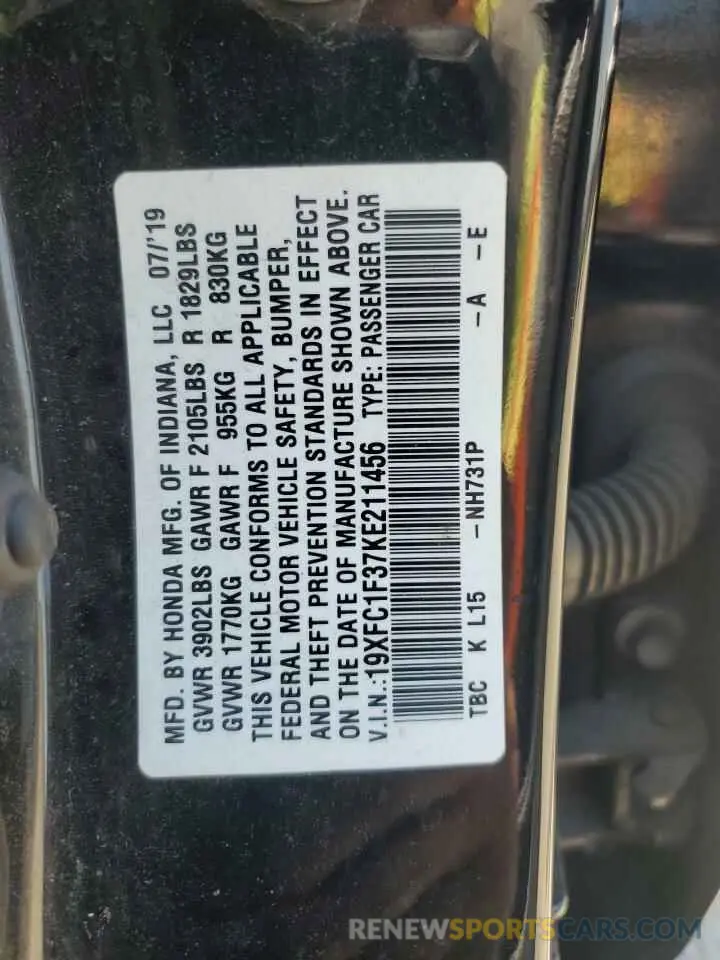 MFD. BY HONDA MFG. OF INDIANA, LLC 07/'19
GVWR 3902LBS GAWR F 2105LBS R 1829LBS
GVWR 1770KG GAWR F 955KG R 830KG
THIS VEHICLE CONFORMS TO ALL APPLICABLE
FEDERAL MOTOR VEHICLE SAFETY, BUMPER,
AND THEFT PREVENTION STANDARDS IN EFFECT
ON THE DATE OF MANUFACTURE SHOWN ABOVE.
V.I.N.:19XFC1F37KE211456 TYPE: PASSENGER CAR
TBC K L15 -NH731P -A -E
RENEWSPORTSCARS.COM